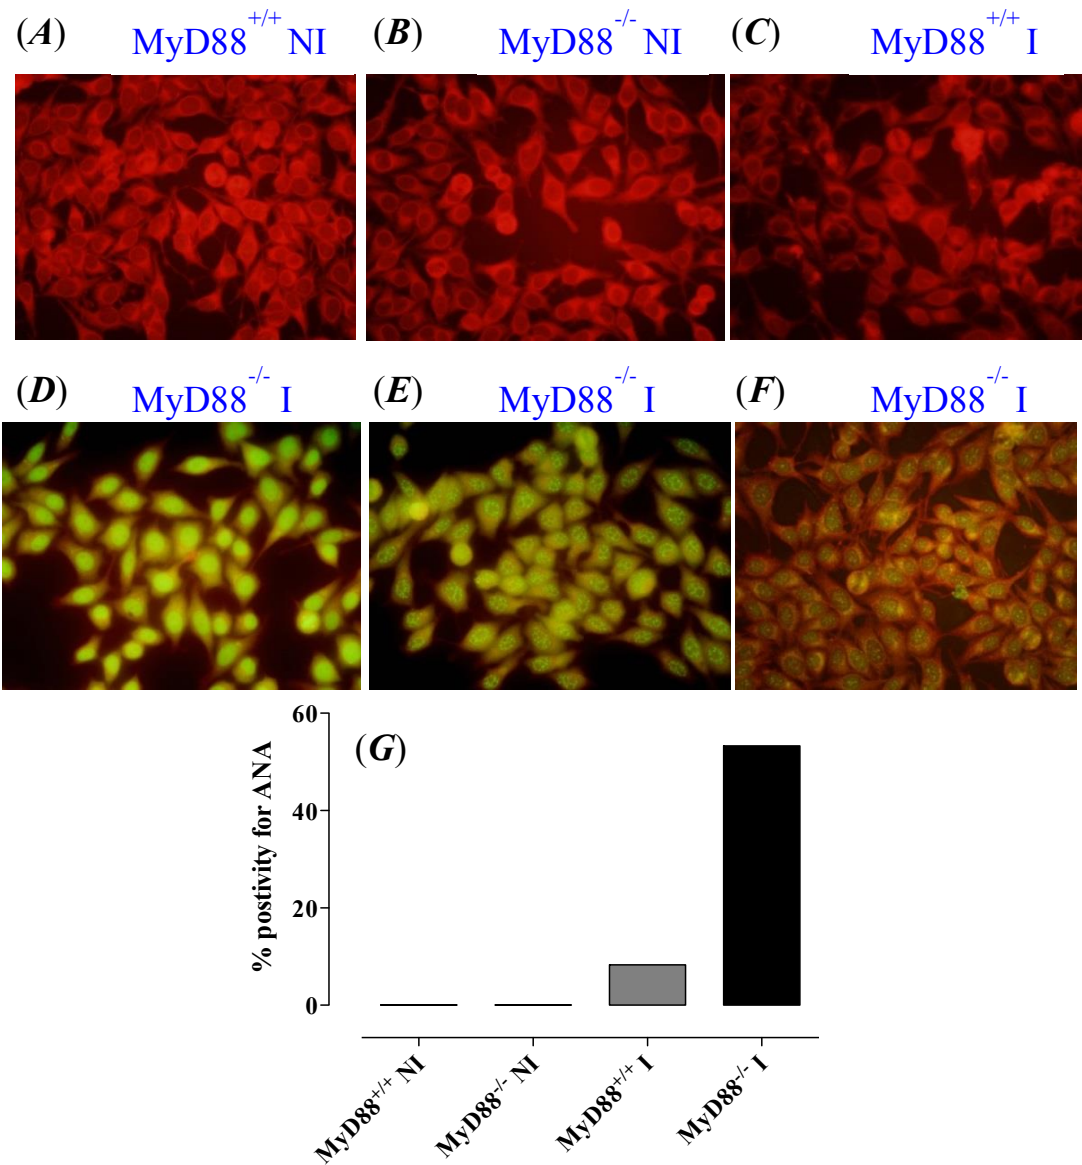 (A) MyD88+/+ NI (B) MyD88-/- NI (C) MyD88+/+ I
(D) MyD88-/- I (E) MyD88-/- I (F) MyD88-/- I
60
(G)
40
20
0
% postivity for ANA
MyD88+/+ NI
MyD88-/- NI
MyD88+/+ I
MyD88-/- I